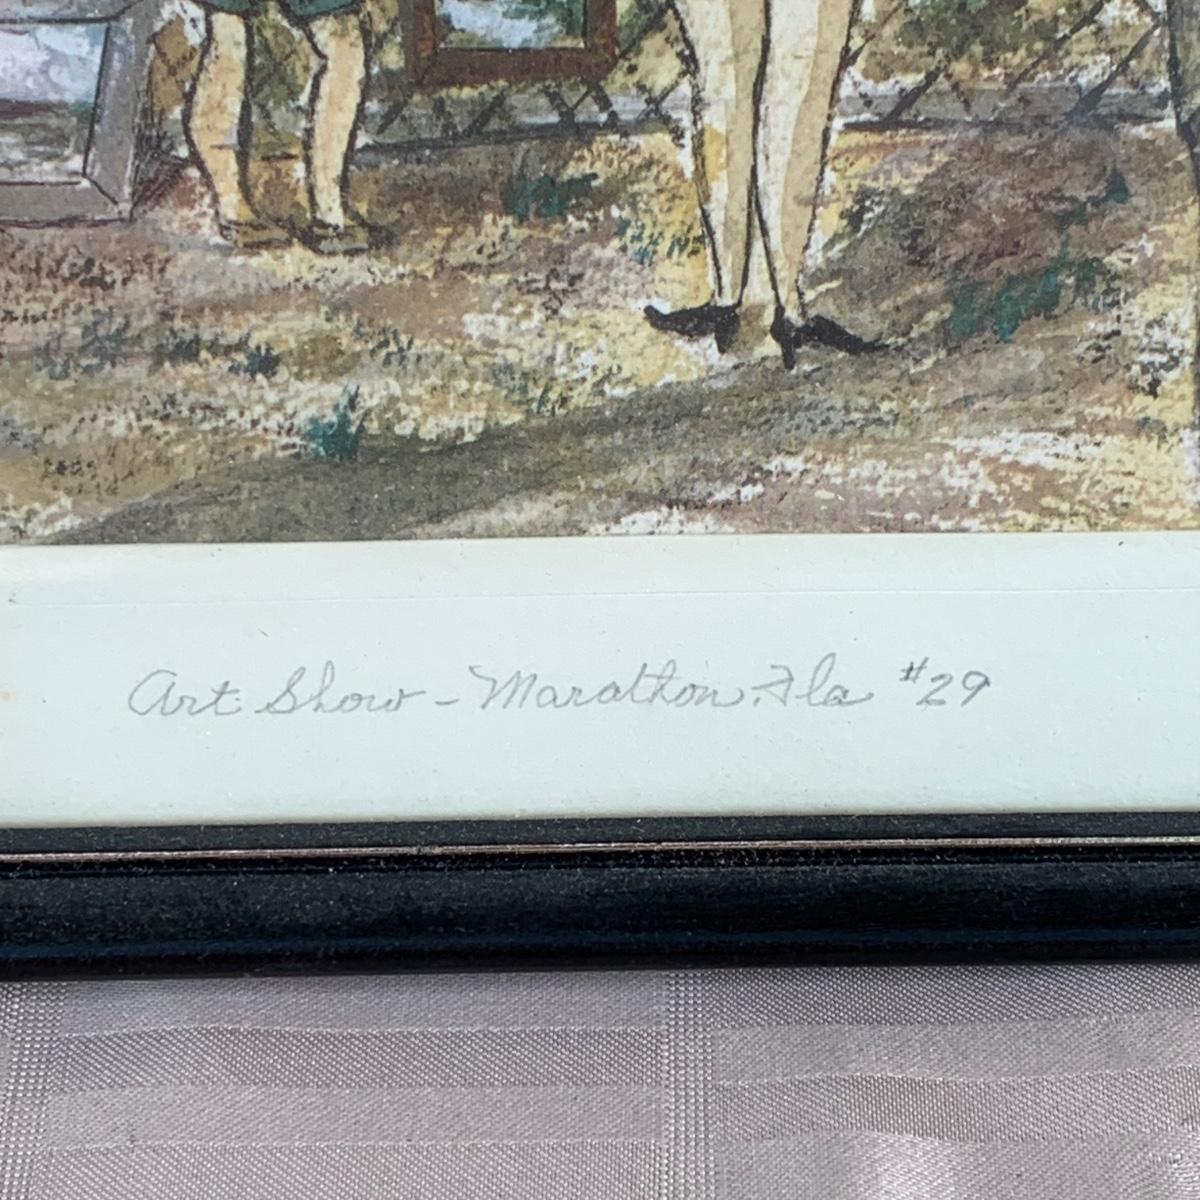 Art Show - Marathon, Fla #29